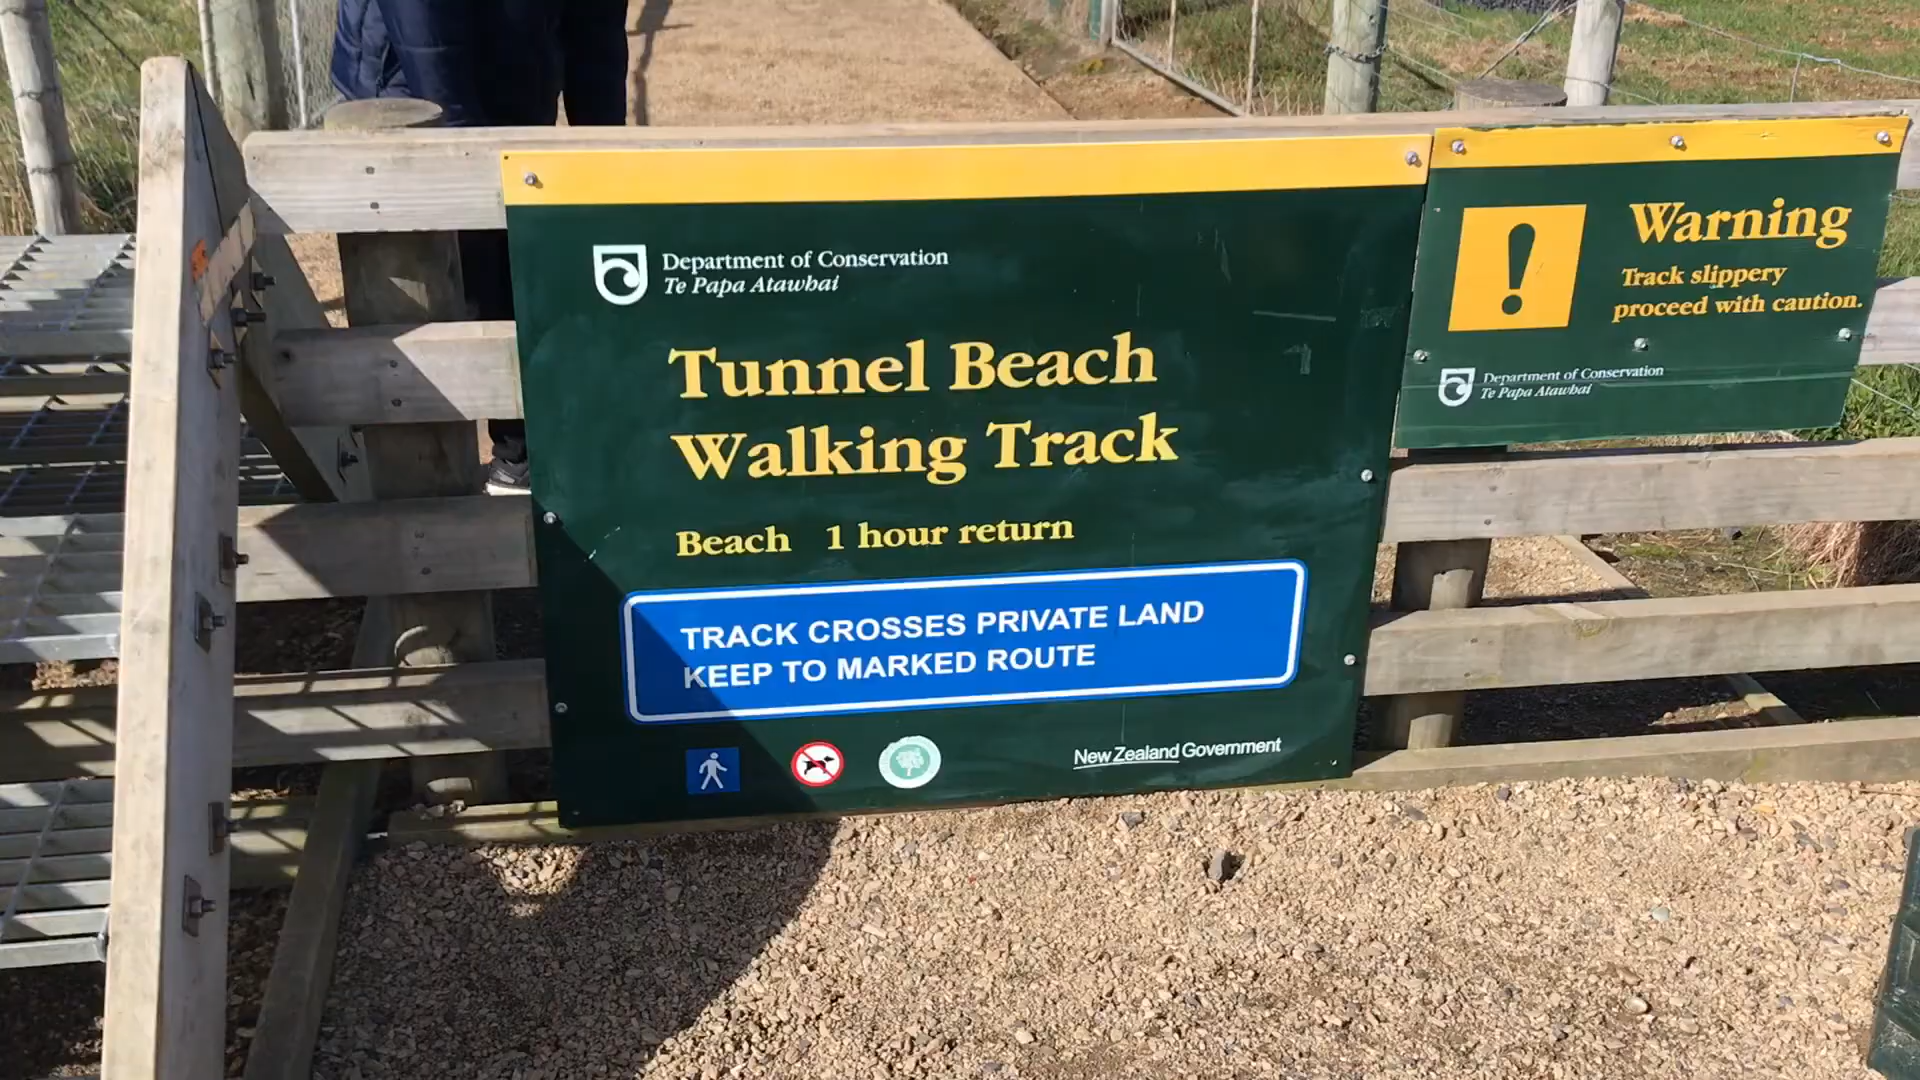 Department of Conservation
Te Papa Atawhai
Tunnel Beach
Walking Track
Beach 1 hour return
TRACK CROSSES PRIVATE LAND
KEEP TO MARKED ROUTE
New Zealand Government
Warning
Track slippery
proceed with caution.
Department of Conservation
Te Papa Atawhai